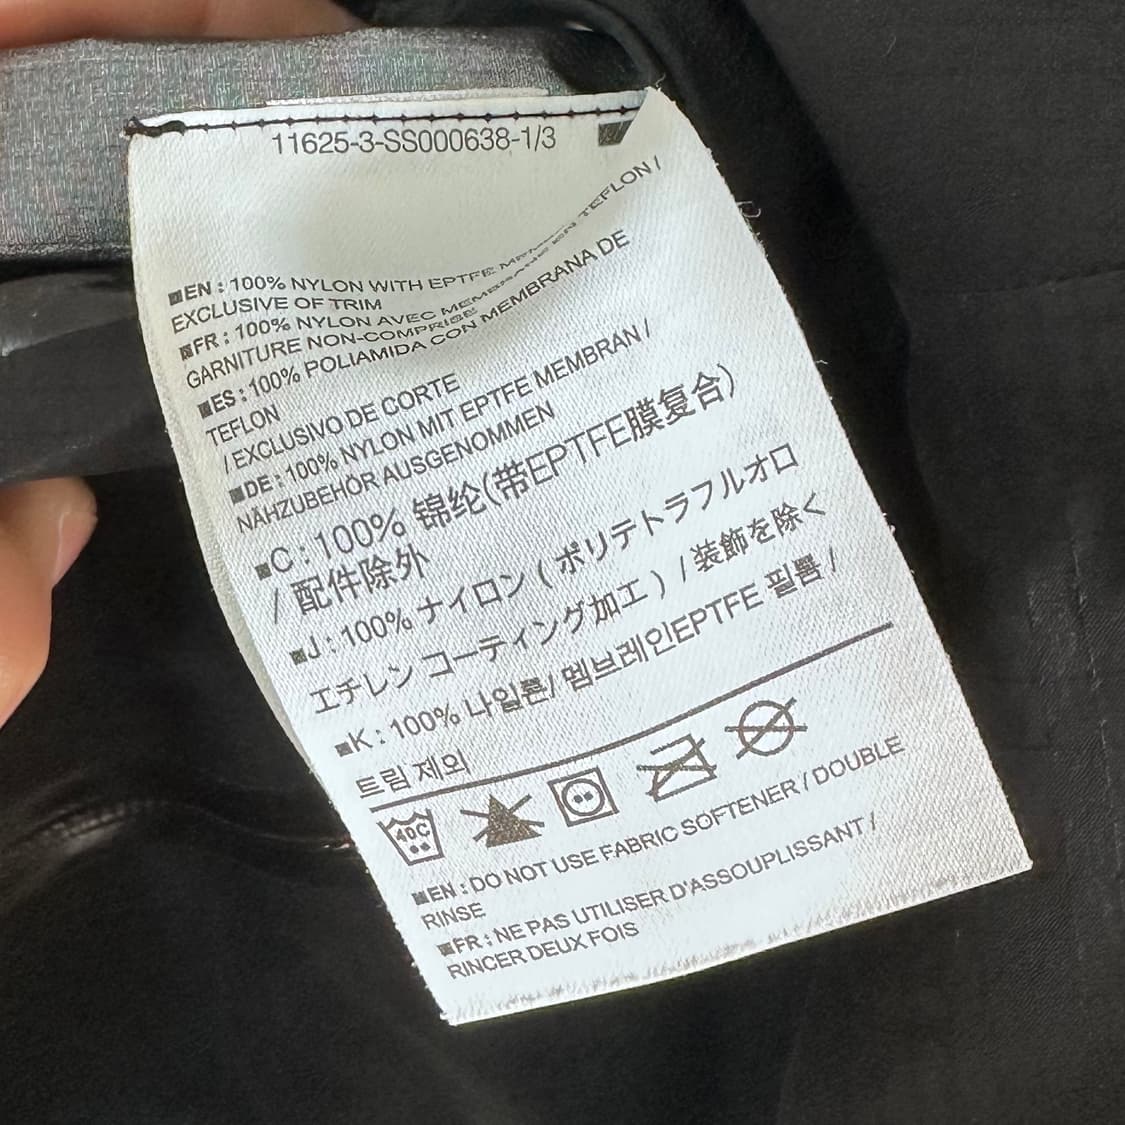 11625-3-SS000638-1/3
■EN : 100% NYLON WITH EPTFE MEMBRANE EN TEFLON /
EXCLUSIVE OF TRIM
■FR : 100% NYLON AVEC MEMBRANE
GARNITURE NON-COMPRISE
■ES : 100% POLIAMIDA CON MEMBRANA DE
TEFLON
/ EXCLUSIVO DE CORTE
■DE : 100% NYLON MIT EPTFE MEMBRAN /
NÄHZUBEHÖR AUSGENOMMEN
■C : 100% 锦纶(带EPTFE膜复合)
/ 配件除外
■J : 100% ナイロン ( ポリテトラフルオロ
エチレン コーティング加工 ) / 装飾を除く
■K : 100% 나일론/ 멤브레인EPTFE 필름 /
트림 제외
40C
■EN : DO NOT USE FABRIC SOFTENER / DOUBLE
RINSE
■FR : NE PAS UTILISER D'ASSOUPLISSANT /
RINCER DEUX FOIS